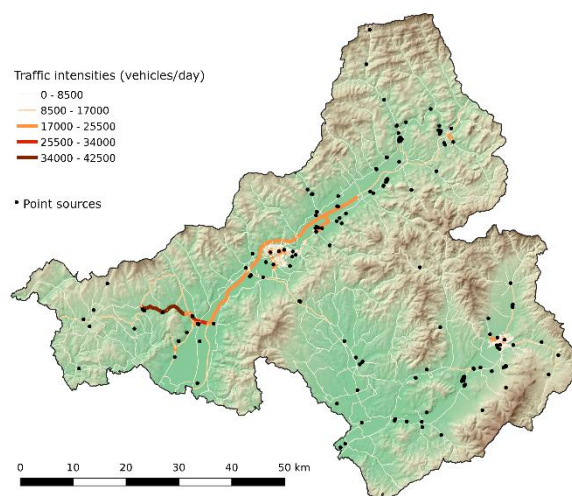 Traffic intensities (vehicles/day)
0 - 8500
8500 - 17000
17000 - 25500
25500 - 34000
34000 - 42500
Point sources
0 10 20 30 40 50 km